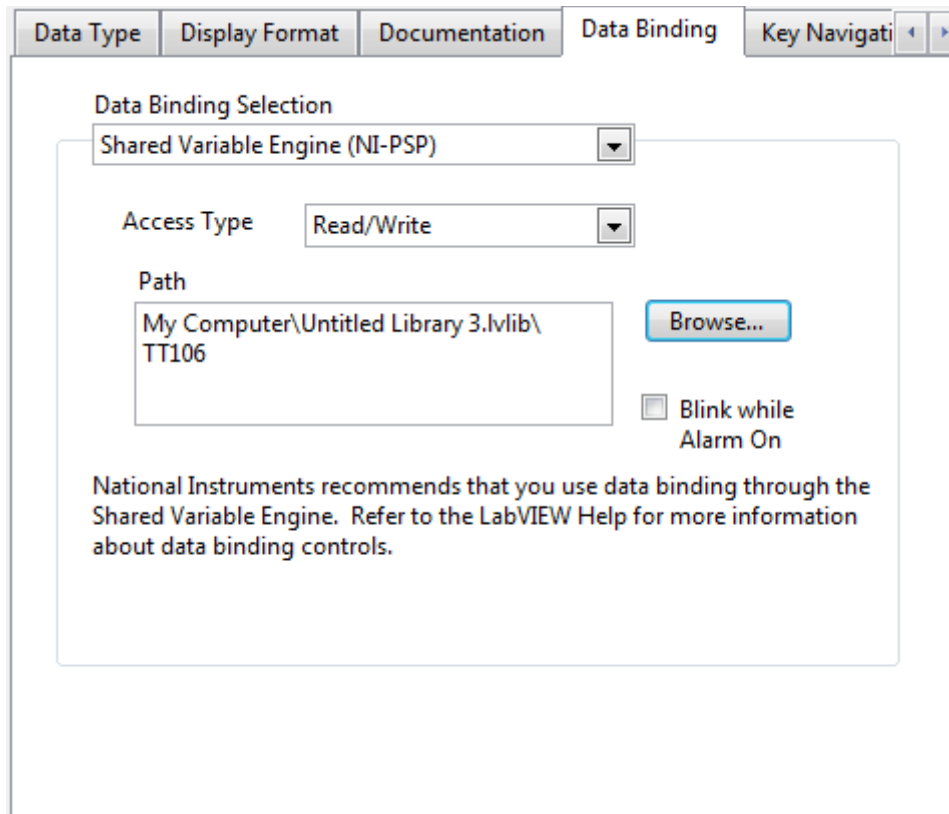 Data Type Display Format Documentation Data Binding Key Navigati
Data Binding Selection
Shared Variable Engine (NI-PSP)
Access Type Read/Write
Path
My Computer\Untitled Library 3.lvlib\
TT106
Browse...
Blink while
Alarm On
National Instruments recommends that you use data binding through the
Shared Variable Engine. Refer to the LabVIEW Help for more information
about data binding controls.